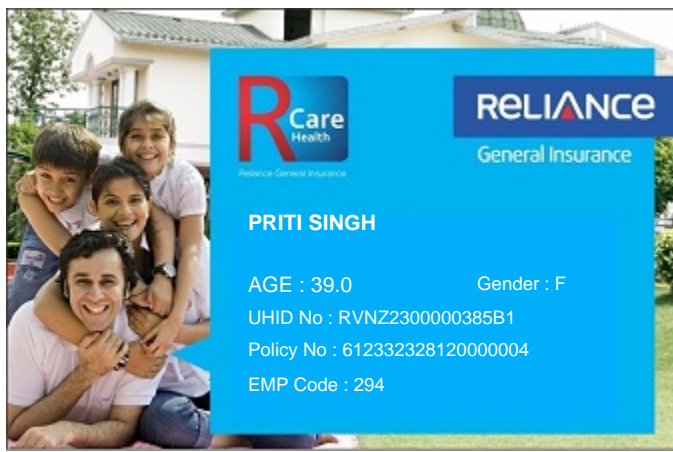 R Care
Health
Reliance General Insurance
RELIANCE
General Insurance
PRITI SINGH
AGE : 39.0 Gender : F
UHID No : RVNZ2300000385B1
Policy No : 612332328120000004
EMP Code : 294